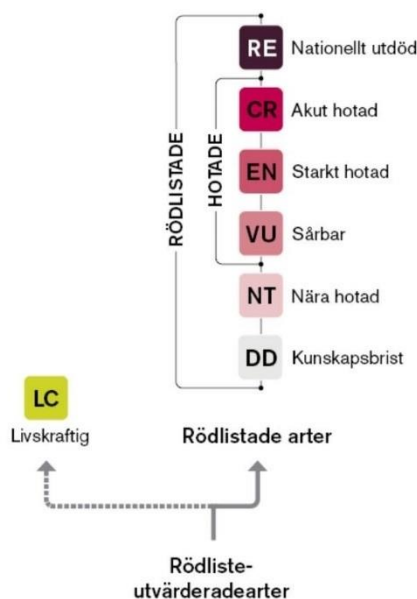 RE Nationellt utdöd
CR Akut hotad
EN Starkt hotad
VU Sårbar
NT Nära hotad
DD Kunskapsbrist
RÖDLISTADE
HOTADE
LC
Livskraftig
Rödlistade arter
Rödliste-
utvärderadearter